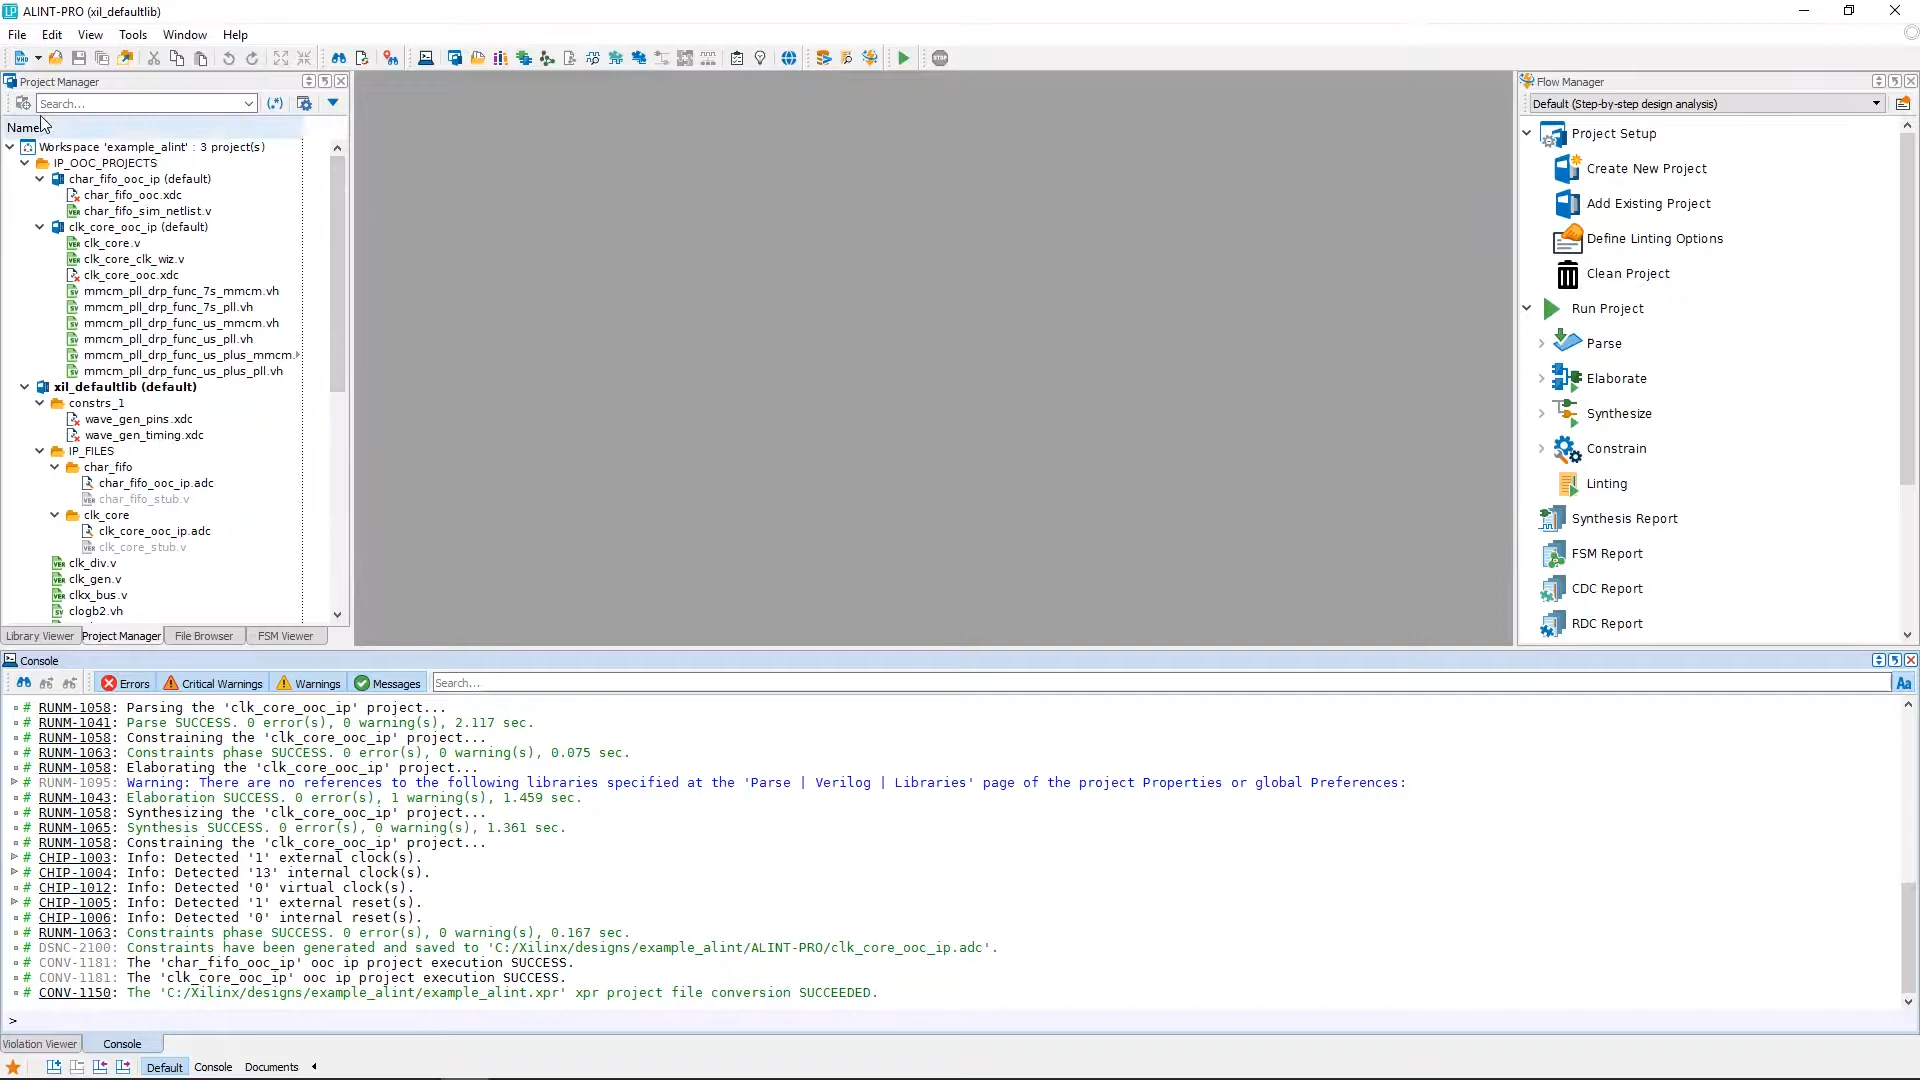 ALINT-PRO (xil_defaultlib)
File Edit View Tools Window Help
Project Manager
Search...
(.*)
Name
Workspace 'example_alint' : 3 project(s)
IP_OOC_PROJECTS
char_fifo_ooc_ip (default)
char_fifo_ooc.xdc
char_fifo_sim_netlist.v
clk_core_ooc_ip (default)
clk_core.v
clk_core_clk_wiz.v
clk_core_ooc.xdc
mmcm_pll_drp_func_7s_mmcm.vh
mmcm_pll_drp_func_7s_pll.vh
mmcm_pll_drp_func_us_mmcm.vh
mmcm_pll_drp_func_us_pll.vh
mmcm_pll_drp_func_us_plus_mmcm.
mmcm_pll_drp_func_us_plus_pll.vh
xil_defaultlib (default)
constrs_1
wave_gen_pins.xdc
wave_gen_timing.xdc
IP_FILES
char_fifo
char_fifo_ooc_ip.adc
char_fifo_stub.v
clk_core
clk_core_ooc_ip.adc
clk_core_stub.v
clk_div.v
clk_gen.v
clkx_bus.v
clogb2.vh
Library Viewer Project Manager File Browser FSM Viewer
Flow Manager
Default (Step-by-step design analysis)
Project Setup
Create New Project
Add Existing Project
Define Linting Options
Clean Project
Run Project
Parse
Elaborate
Synthesize
Constrain
Linting
Synthesis Report
FSM Report
CDC Report
RDC Report
Console
Errors Critical Warnings Warnings Messages Search... Aa
# RUNM-1058: Parsing the 'clk_core_ooc_ip' project...
# RUNM-1041: Parse SUCCESS. 0 error(s), 0 warning(s), 2.117 sec.
# RUNM-1058: Constraining the 'clk_core_ooc_ip' project...
# RUNM-1063: Constraints phase SUCCESS. 0 error(s), 0 warning(s), 0.075 sec.
# RUNM-1058: Elaborating the 'clk_core_ooc_ip' project...
# RUNM-1095: Warning: There are no references to the following libraries specified at the 'Parse | Verilog | Libraries' page of the project Properties or global Preferences:
# RUNM-1043: Elaboration SUCCESS. 0 error(s), 1 warning(s), 1.459 sec.
# RUNM-1058: Synthesizing the 'clk_core_ooc_ip' project...
# RUNM-1065: Synthesis SUCCESS. 0 error(s), 0 warning(s), 1.361 sec.
# RUNM-1058: Constraining the 'clk_core_ooc_ip' project...
# CHIP-1003: Info: Detected '1' external clock(s).
# CHIP-1004: Info: Detected '13' internal clock(s).
# CHIP-1012: Info: Detected '0' virtual clock(s).
# CHIP-1005: Info: Detected '1' external reset(s).
# CHIP-1006: Info: Detected '0' internal reset(s).
# RUNM-1063: Constraints phase SUCCESS. 0 error(s), 0 warning(s), 0.167 sec.
# DSNC-2100: Constraints have been generated and saved to 'C:/Xilinx/designs/example_alint/ALINT-PRO/clk_core_ooc_ip.adc'.
# CONV-1181: The 'char_fifo_ooc_ip' ooc ip project execution SUCCESS.
# CONV-1181: The 'clk_core_ooc_ip' ooc ip project execution SUCCESS.
# CONV-1150: The 'C:/Xilinx/designs/example_alint/example_alint.xpr' xpr project file conversion SUCCEEDED.
>
Violation Viewer Console
Default Console Documents